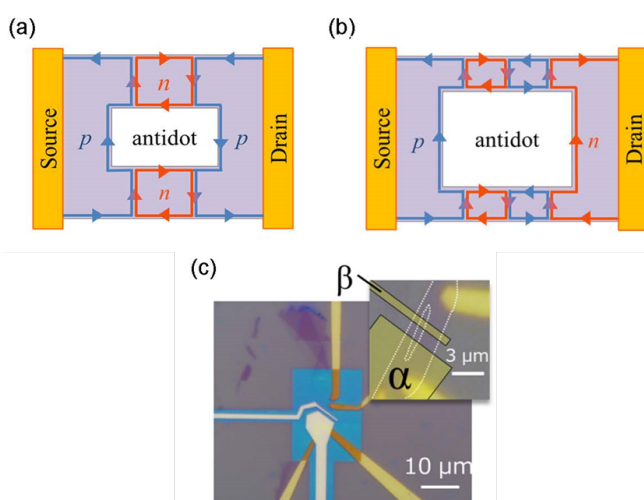 (a)
n
Source
p
antidot
p
Drain
n
(b)
Source
p
antidot
n
Drain
(c)
β
α
3 μm
10 μm